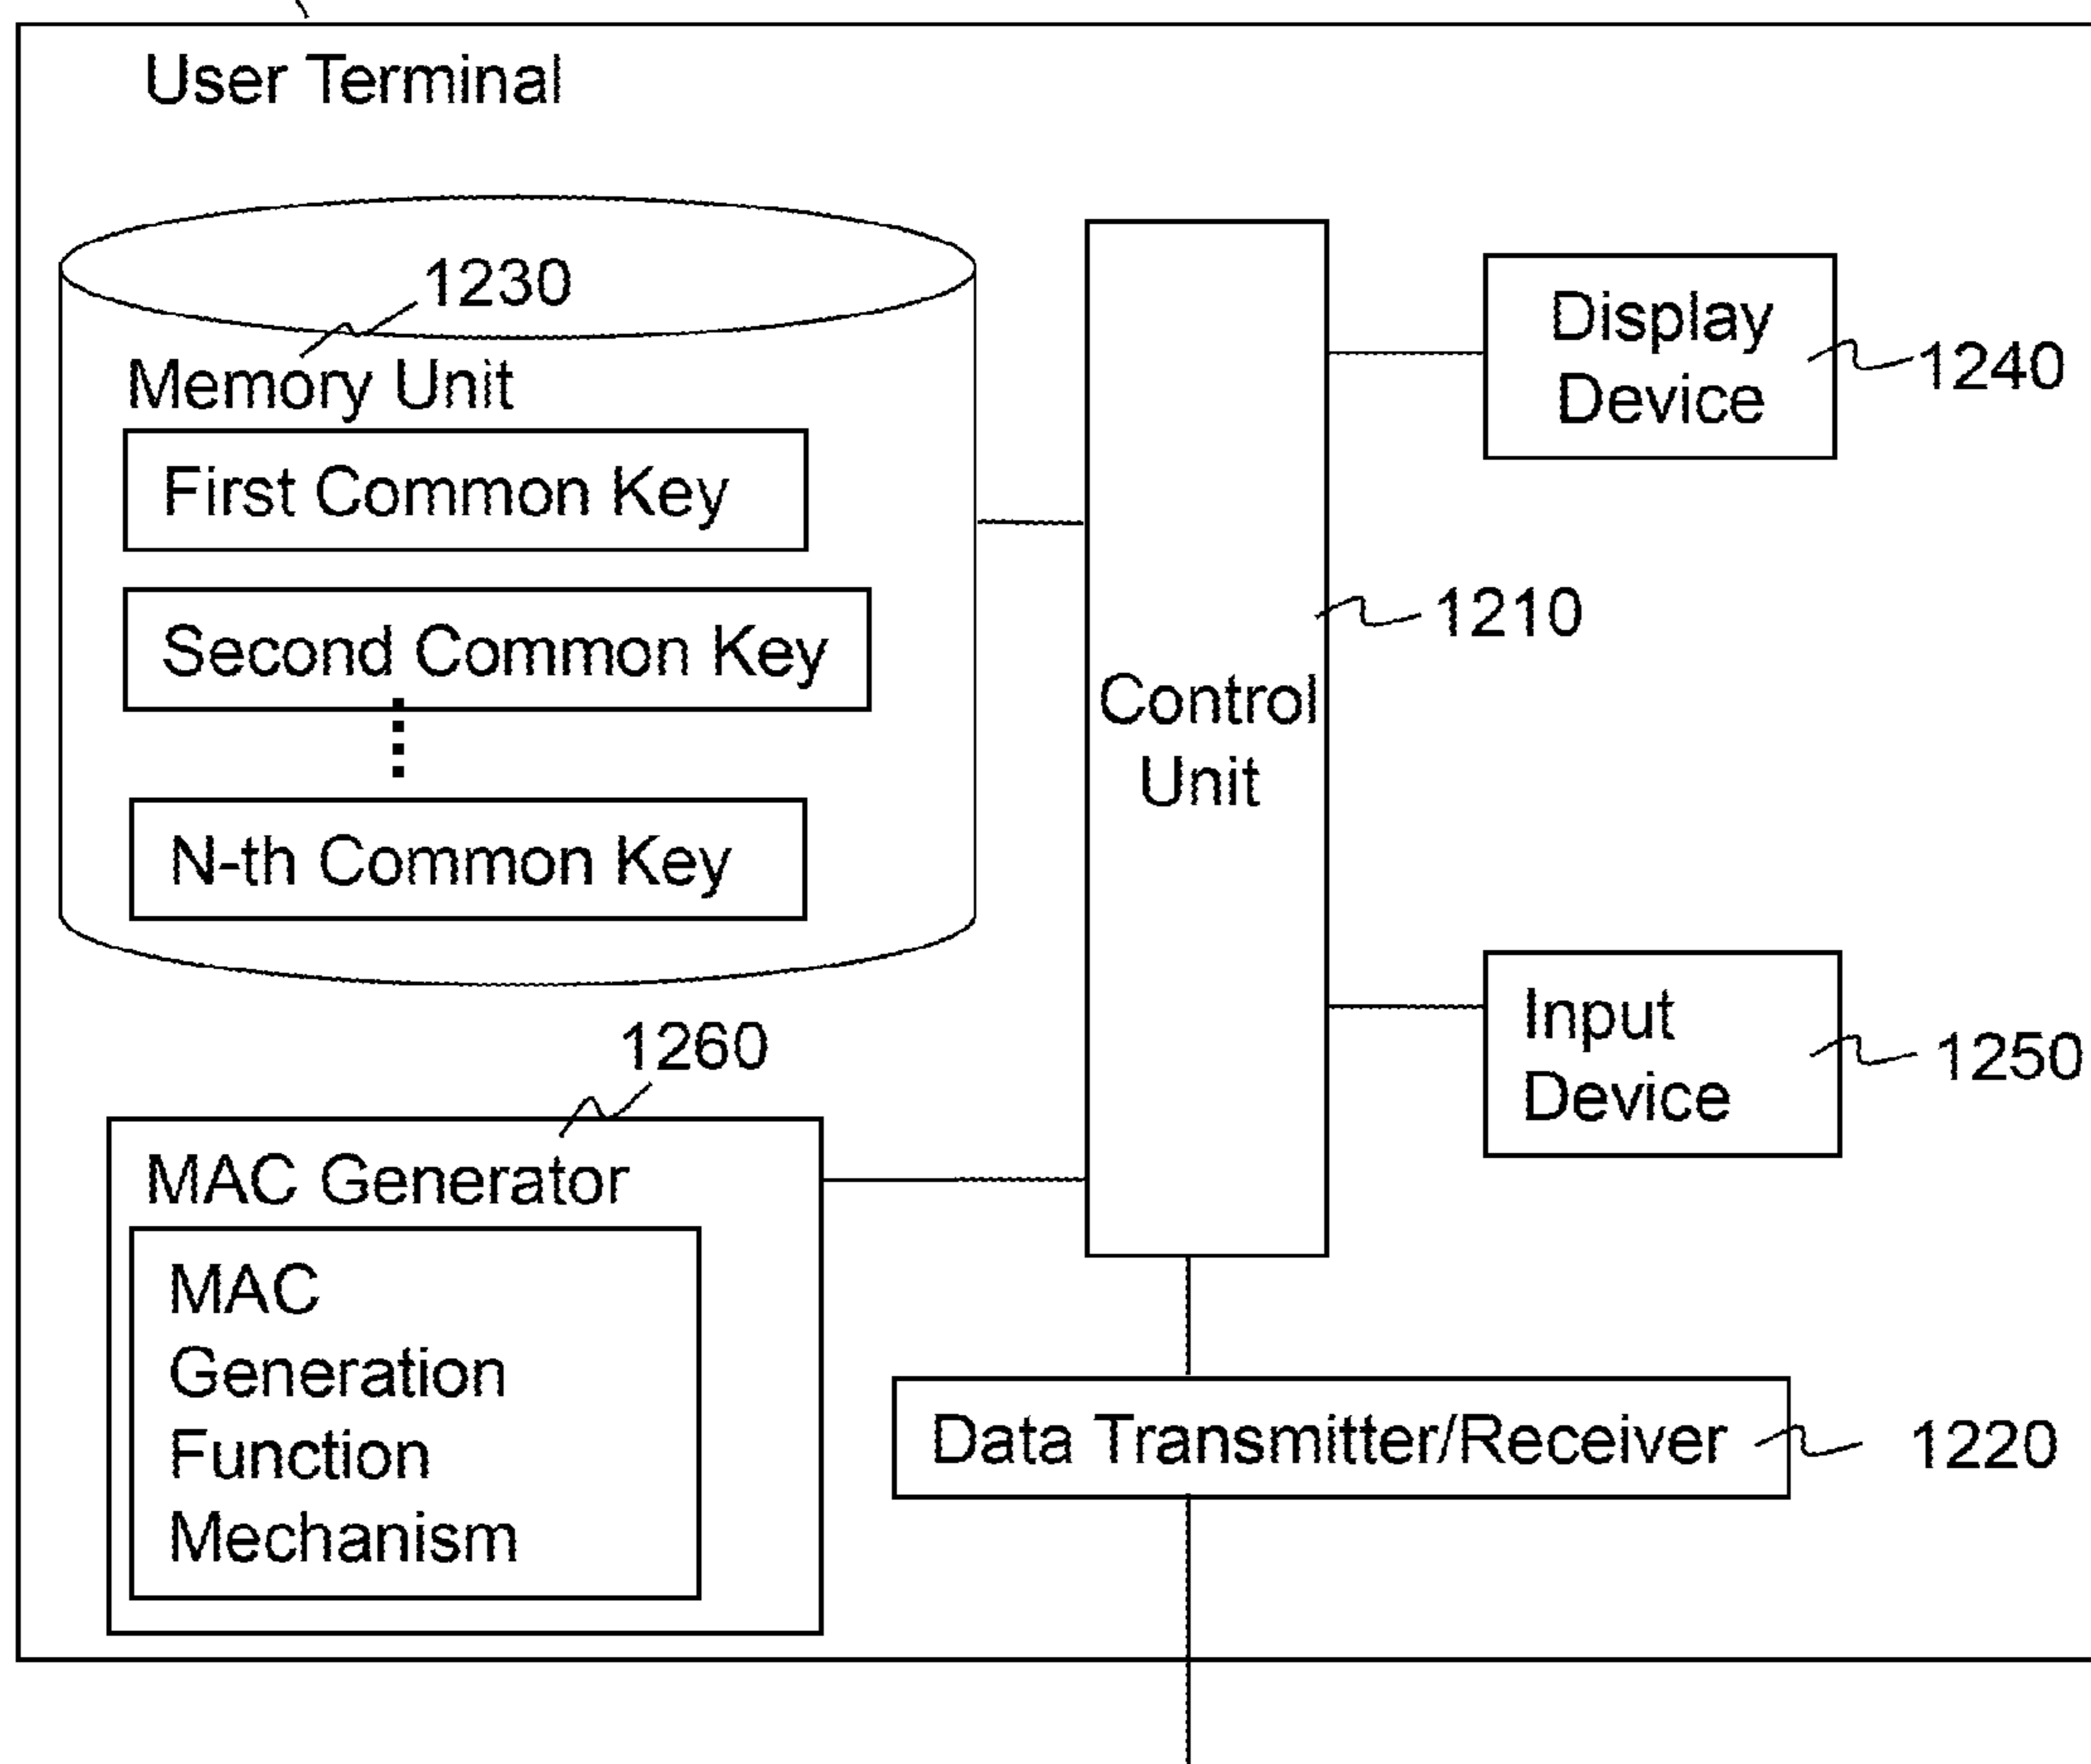 User Terminal
1230
Memory Unit
First Common Key
Second Common Key
N-th Common Key
Control
Unit
1210
Display
Device
1240
Input
Device
1250
1260
MAC Generator
MAC
Generation
Function
Mechanism
Data Transmitter/Receiver
1220